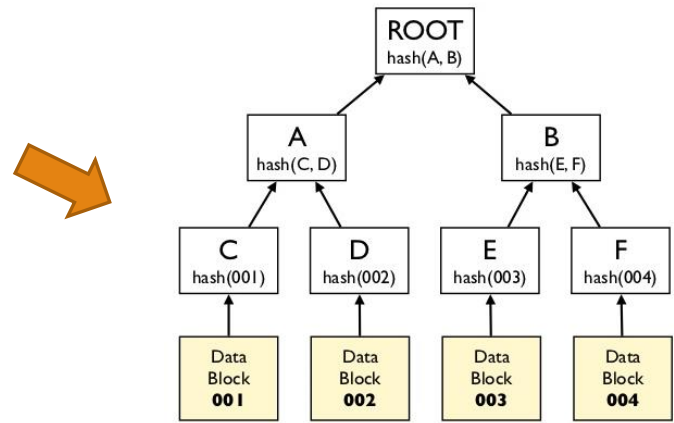 ROOT
hash(A, B)
A
hash(C, D)
B
hash(E, F)
C
hash(001)
D
hash(002)
E
hash(003)
F
hash(004)
Data
Block
001
Data
Block
002
Data
Block
003
Data
Block
004